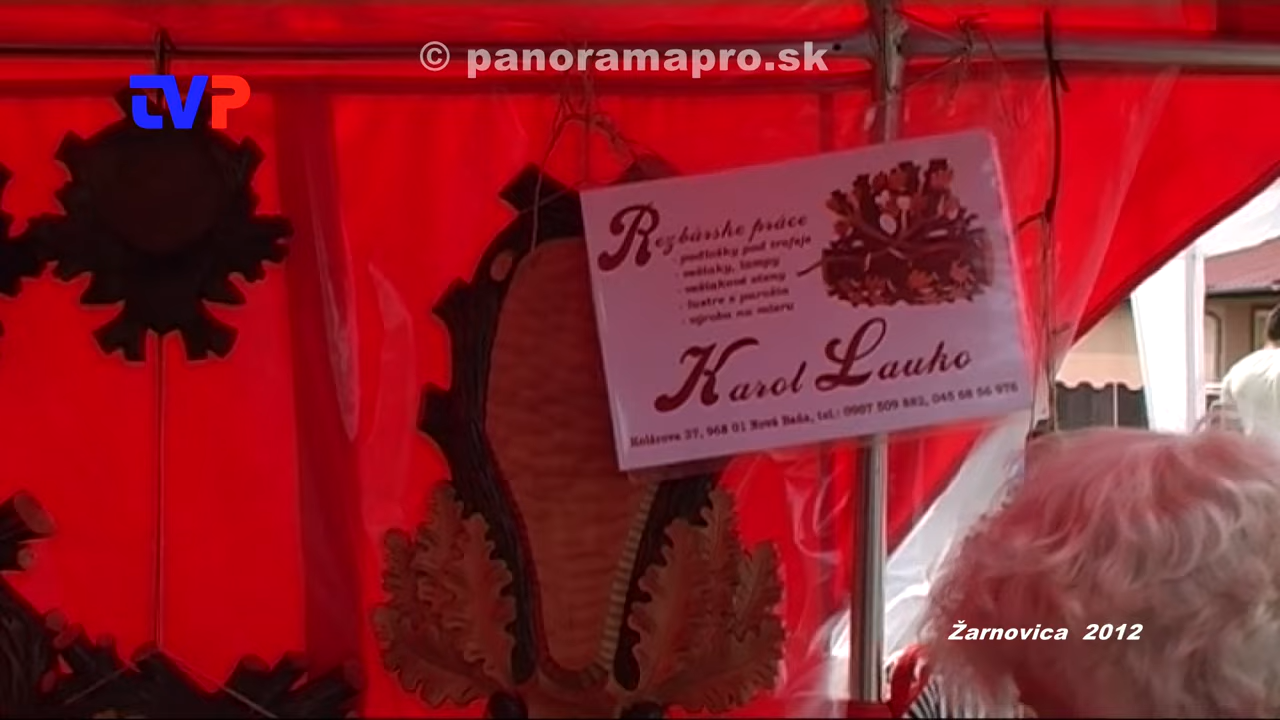 © panoramapro.sk
TVP
Rezbárske práce
- podložky pod trofeje
- vešiaky, lampy
- vešiakové steny
- lustre z parožia
- výroba na mieru
Karol Lauko
Kolárova 37, 968 01 Nová Baňa, tel.: 0907 509 882, 045 68 56 976
Žarnovica 2012